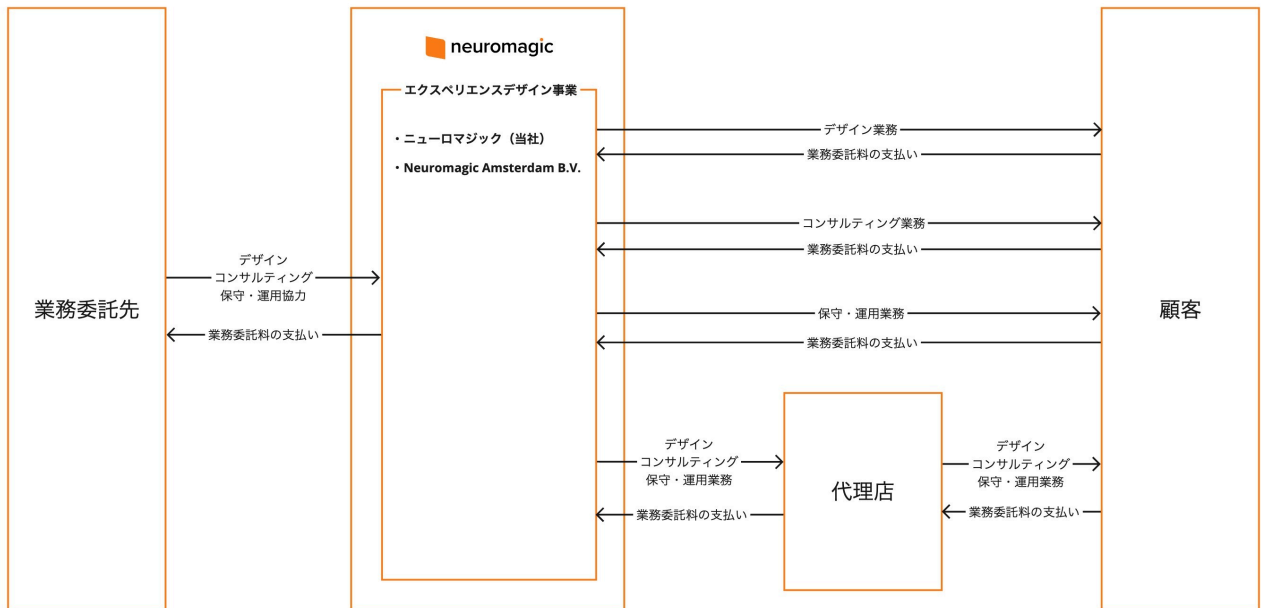 neuromagic
エクスペリエンスデザイン事業
・ニューロマジック（当社）
・Neuromagic Amsterdam B.V.
業務委託先
デザイン
コンサルティング
保守・運用協力
業務委託料の支払い
デザイン業務
業務委託料の支払い
コンサルティング業務
業務委託料の支払い
保守・運用業務
業務委託料の支払い
デザイン
コンサルティング
保守・運用業務
業務委託料の支払い
代理店
デザイン
コンサルティング
保守・運用業務
業務委託料の支払い
顧客